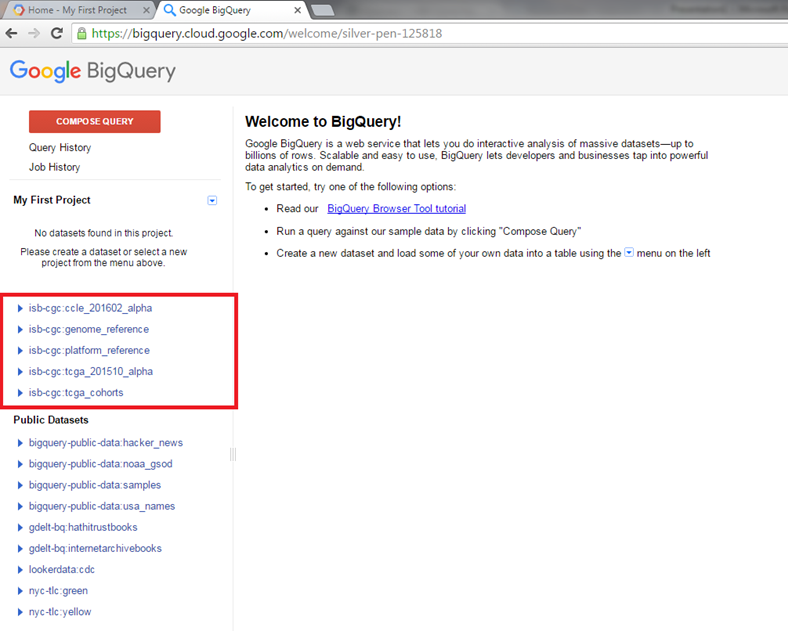 Home - My First Project
Google BigQuery
https://bigquery.cloud.google.com/welcome/silver-pen-125818
Google BigQuery
COMPOSE QUERY
Query History
Job History
My First Project
No datasets found in this project.
Please create a dataset or select a new
project from the menu above.
isb-cgc:ccle_201602_alpha
isb-cgc:genome_reference
isb-cgc:platform_reference
isb-cgc:tcga_201510_alpha
isb-cgc:tcga_cohorts
Public Datasets
bigquery-public-data:hacker_news
bigquery-public-data:noaa_gsod
bigquery-public-data:samples
bigquery-public-data:usa_names
gdelt-bq:hathitrustbooks
gdelt-bq:internetarchivebooks
lookerdata:cdc
nyc-tlc:green
nyc-tlc:yellow
Welcome to BigQuery!
Google BigQuery is a web service that lets you do interactive analysis of massive datasets—up to
billions of rows. Scalable and easy to use, BigQuery lets developers and businesses tap into powerful
data analytics on demand.
To get started, try one of the following options:
Read our BigQuery Browser Tool tutorial
Run a query against our sample data by clicking "Compose Query"
Create a new dataset and load some of your own data into a table using the menu on the left